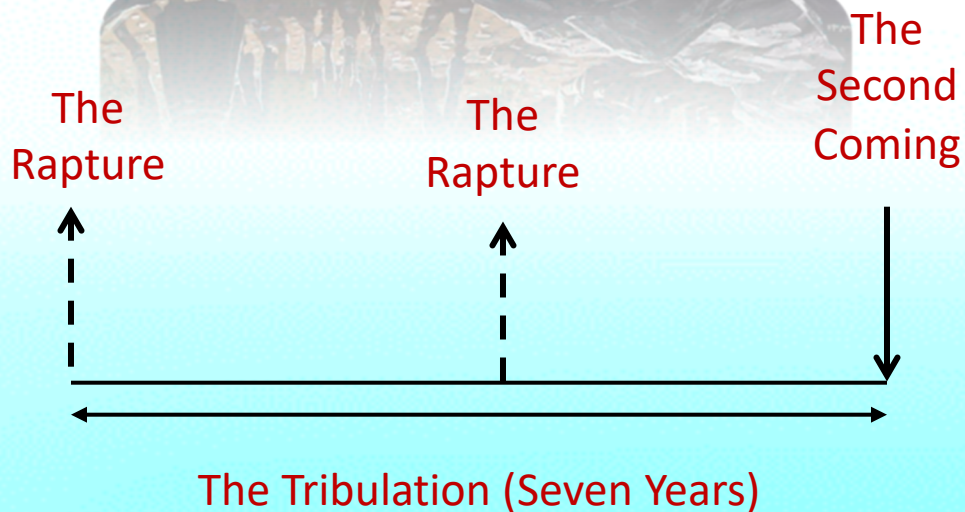 The
Rapture
The
Rapture
The
Second
Coming
The Tribulation (Seven Years)